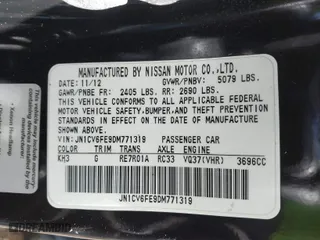 MANUFACTURED BY NISSAN MOTOR CO.,LTD.
DATE: 11/12 GVWR/PNBV: 5079 LBS.
GAWR/PNBE FR: 2405 LBS. RR: 2690 LBS.
THIS VEHICLE CONFORMS TO ALL APPLICABLE FEDERAL
MOTOR VEHICLE SAFETY,BUMPER,AND THEFT PREVENTION
STANDARDS IN EFFECT ON THE DATE OF MANUFACTURE
SHOWN ABOVE.
VIN: JN1CV6FE9DM771319 PASSENGER CAR
COLOR TRIM TRANS AXLE ENGINE
KH3 G RE7R01A RC33 VQ37(VHR) 3696CC
JN1CV6FE9DM771319